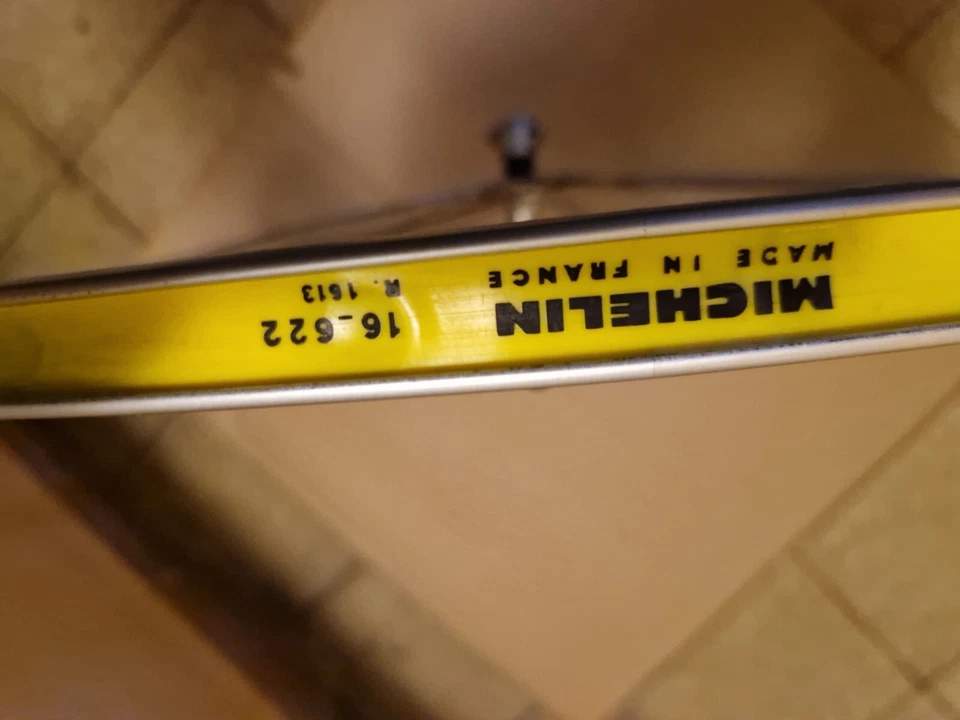 MICHELIN
MADE IN FRANCE
16-622
R. 1613